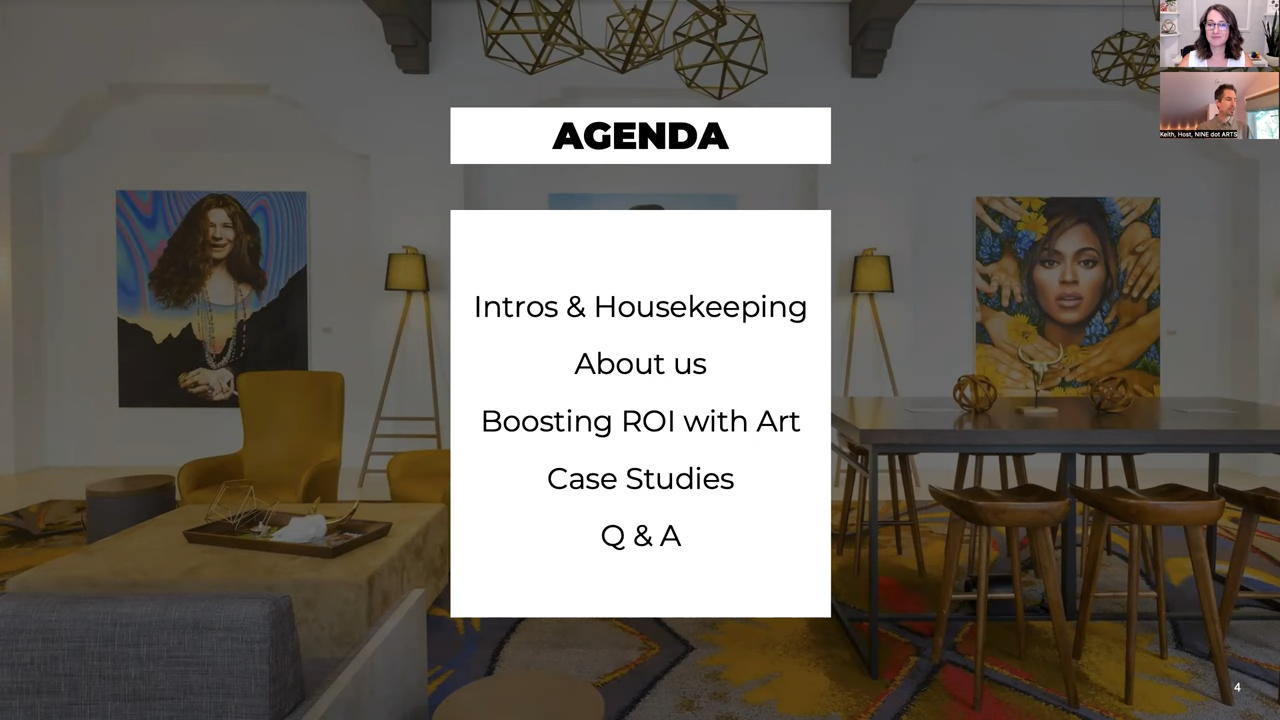 AGENDA
Intros & Housekeeping
About us
Boosting ROI with Art
Case Studies
Q & A
Keith, Host, NINE dot ARTS
4